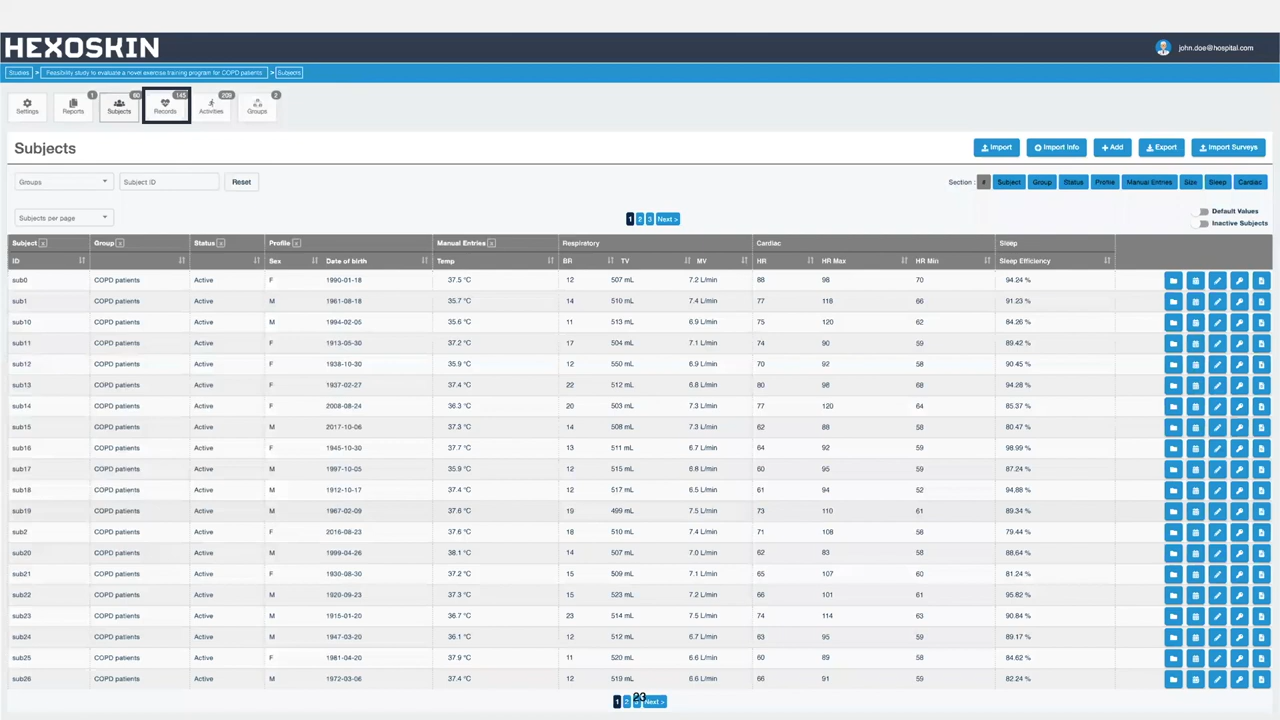 HEXOSKIN
john.doe@hospital.com
Studies > Feasibility study to evaluate a novel exercise training program for COPD patients > Subjects
Settings
Reports 1
Subjects 60
Records 145
Activities 209
Groups 2
Subjects
Import Import Info + Add Export Import Surveys
Groups Subject ID Reset
Section : # Subject Group Status Profile Manual Entries Size Sleep Cardiac
Subjects per page
1 2 3 Next >
Default Values
Inactive Subjects
Subject x Group x Status x Profile x Manual Entries x Respiratory Cardiac Sleep
ID Sex Date of birth Temp BR TV MV HR HR Max HR Min Sleep Efficiency
sub0 COPD patients Active F 1990-01-18 37.5 °C 12 507 mL 7.2 L/min 88 98 70 94.24 %
sub1 COPD patients Active M 1961-08-18 35.7 °C 14 510 mL 7.4 L/min 77 118 66 91.23 %
sub10 COPD patients Active M 1994-02-05 35.6 °C 11 513 mL 6.9 L/min 75 120 62 84.26 %
sub11 COPD patients Active M 1913-05-30 37.2 °C 17 504 mL 7.1 L/min 74 90 59 89.42 %
sub12 COPD patients Active F 1938-10-30 35.9 °C 12 550 mL 6.9 L/min 70 92 58 90.45 %
sub13 COPD patients Active F 1937-02-27 37.4 °C 22 512 mL 6.8 L/min 80 98 68 94.28 %
sub14 COPD patients Active F 2008-08-24 36.3 °C 20 503 mL 7.3 L/min 77 120 64 85.37 %
sub15 COPD patients Active M 2017-10-06 37.3 °C 14 508 mL 7.3 L/min 62 88 58 80.47 %
sub16 COPD patients Active F 1945-10-30 37.7 °C 13 511 mL 6.7 L/min 64 92 59 98.99 %
sub17 COPD patients Active M 1997-10-05 35.9 °C 12 515 mL 6.8 L/min 60 95 58 87.24 %
sub18 COPD patients Active M 1912-10-17 37.4 °C 12 517 mL 6.5 L/min 61 94 52 94.88 %
sub19 COPD patients Active M 1967-02-09 37.6 °C 19 499 mL 7.5 L/min 73 110 61 89.34 %
sub2 COPD patients Active F 2016-08-23 37.6 °C 18 510 mL 7.4 L/min 71 108 58 79.44 %
sub20 COPD patients Active M 1999-04-26 38.1 °C 14 507 mL 7.0 L/min 62 83 58 88.64 %
sub21 COPD patients Active F 1930-08-30 37.2 °C 15 509 mL 7.1 L/min 65 107 60 81.24 %
sub22 COPD patients Active M 1920-09-23 37.3 °C 15 523 mL 7.2 L/min 66 101 61 95.82 %
sub23 COPD patients Active M 1915-01-20 36.7 °C 23 514 mL 7.5 L/min 74 114 63 90.84 %
sub24 COPD patients Active M 1947-03-20 36.1 °C 12 512 mL 6.7 L/min 63 95 59 89.17 %
sub25 COPD patients Active F 1981-04-20 37.9 °C 11 520 mL 6.6 L/min 60 89 58 84.62 %
sub26 COPD patients Active M 1972-03-06 37.4 °C 12 519 mL 6.6 L/min 66 91 59 82.24 %
1 2 3 Next >